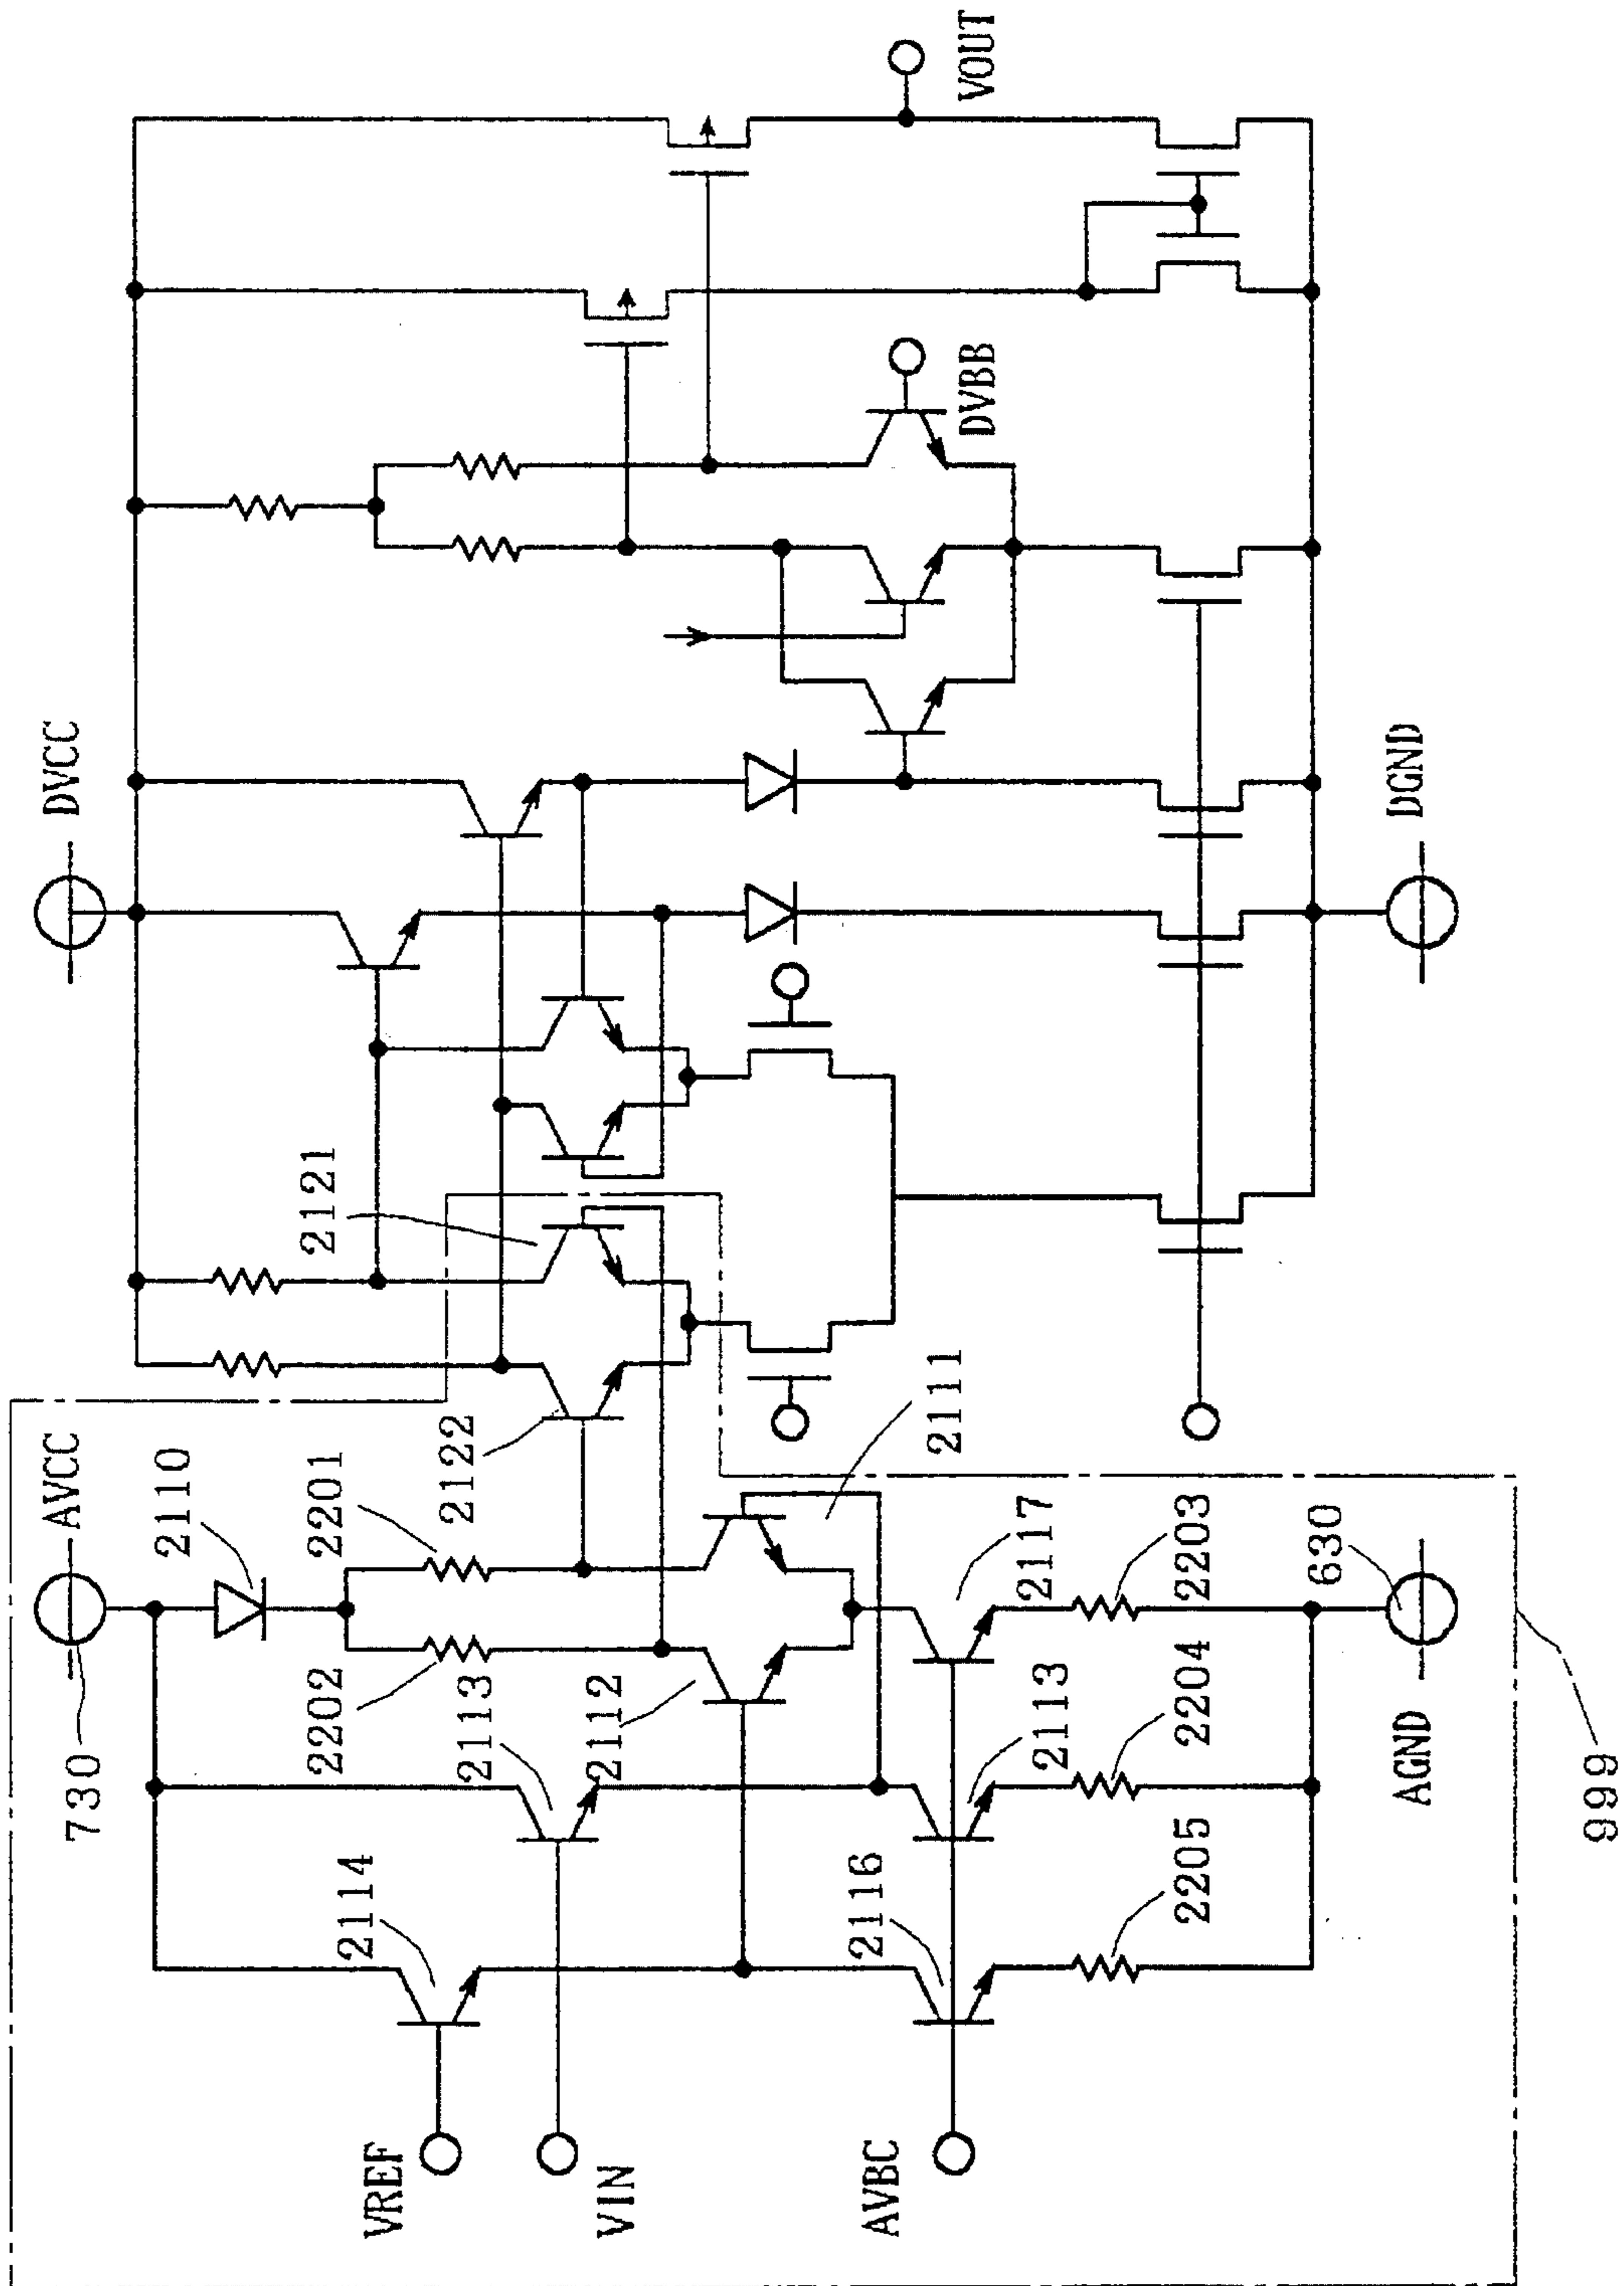 AVCC
DVCC
730
2110
2201
2202
2121
2122
2113
2114
2112
2111
2117
2113
2116
2203
2204
2205
630
VREF
VIN
AVBC
AGND
DGND
DVBB
VOUT
999